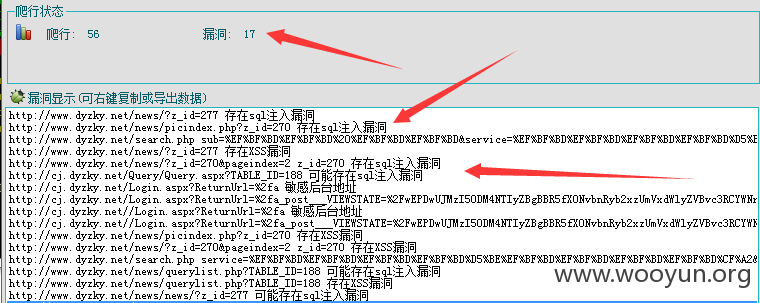 爬行状态
爬行: 56 漏洞: 17
漏洞显示(可右键复制或导出数据)
http://www.dyzky.net/news/?z_id=277 存在sql注入漏洞
http://www.dyzky.net/news/picindex.php?z_id=270 存在sql注入漏洞
http://www.dyzky.net/search.php sub=%EF%BF%BD%EF%BF%BD%20%EF%BF%BD%EF%BF%BD&service=%EF%BF%BD%EF%BF%BD%EF%BF%BD%EF%BF%BD%D5%
http://www.dyzky.net/news/?z_id=277 存在XSS漏洞
http://www.dyzky.net/news/?z_id=270&pageindex=2 z_id=270 存在sql注入漏洞
http://cj.dyzky.net/Query/Query.aspx?TABLE_ID=188 可能存在sql注入漏洞
http://cj.dyzky.net/Login.aspx?ReturnUrl=%2fa 敏感后台地址
http://cj.dyzky.net/Login.aspx?ReturnUrl=%2fa_post___VIEWSTATE=%2FwEPDwUJMzI5ODM4NTIyZBgBBR5fX0NvbnRyb2xzUmVxdWlyZVBvc3RCYWNr
http://cj.dyzky.net//Login.aspx?ReturnUrl=%2fa 敏感后台地址
http://cj.dyzky.net//Login.aspx?ReturnUrl=%2fa_post___VIEWSTATE=%2FwEPDwUJMzI5ODM4NTIyZBgBBR5fX0NvbnRyb2xzUmVxdWlyZVBvc3RCYWN
http://www.dyzky.net/news/picindex.php?z_id=270 存在XSS漏洞
http://www.dyzky.net/news/?z_id=270&pageindex=2 z_id=270 存在XSS漏洞
http://www.dyzky.net/search.php service=%EF%BF%BD%EF%BF%BD%EF%BF%BD%EF%BF%BD%D5%BE%EF%BF%BD%EF%BF%BD%EF%BF%BD%EF%BF%BD%CF%A2&
http://www.dyzky.net/news/querylist.php?TABLE_ID=188 可能存在sql注入漏洞
http://www.dyzky.net/news/querylist.php?TABLE_ID=188 存在XSS漏洞
http://www.dyzky.net/news/news/?z_id=277 可能存在sql注入漏洞
www.wooyun.org